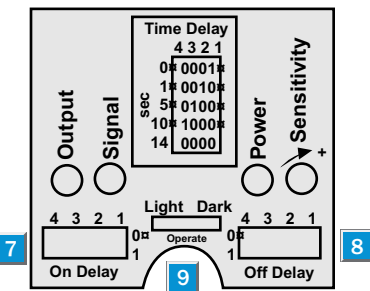 Time Delay
4 3 2 1
0¤ 0001¤
1¤ 0010¤
5¤ 0100¤
10¤ 1000¤
14 0000
sec
Output
Signal
Power
Sensitivity
+
Light Dark
Operate
4 3 2 1
0¤
1
On Delay
4 3 2 1
0¤
1
Off Delay
7
8
9